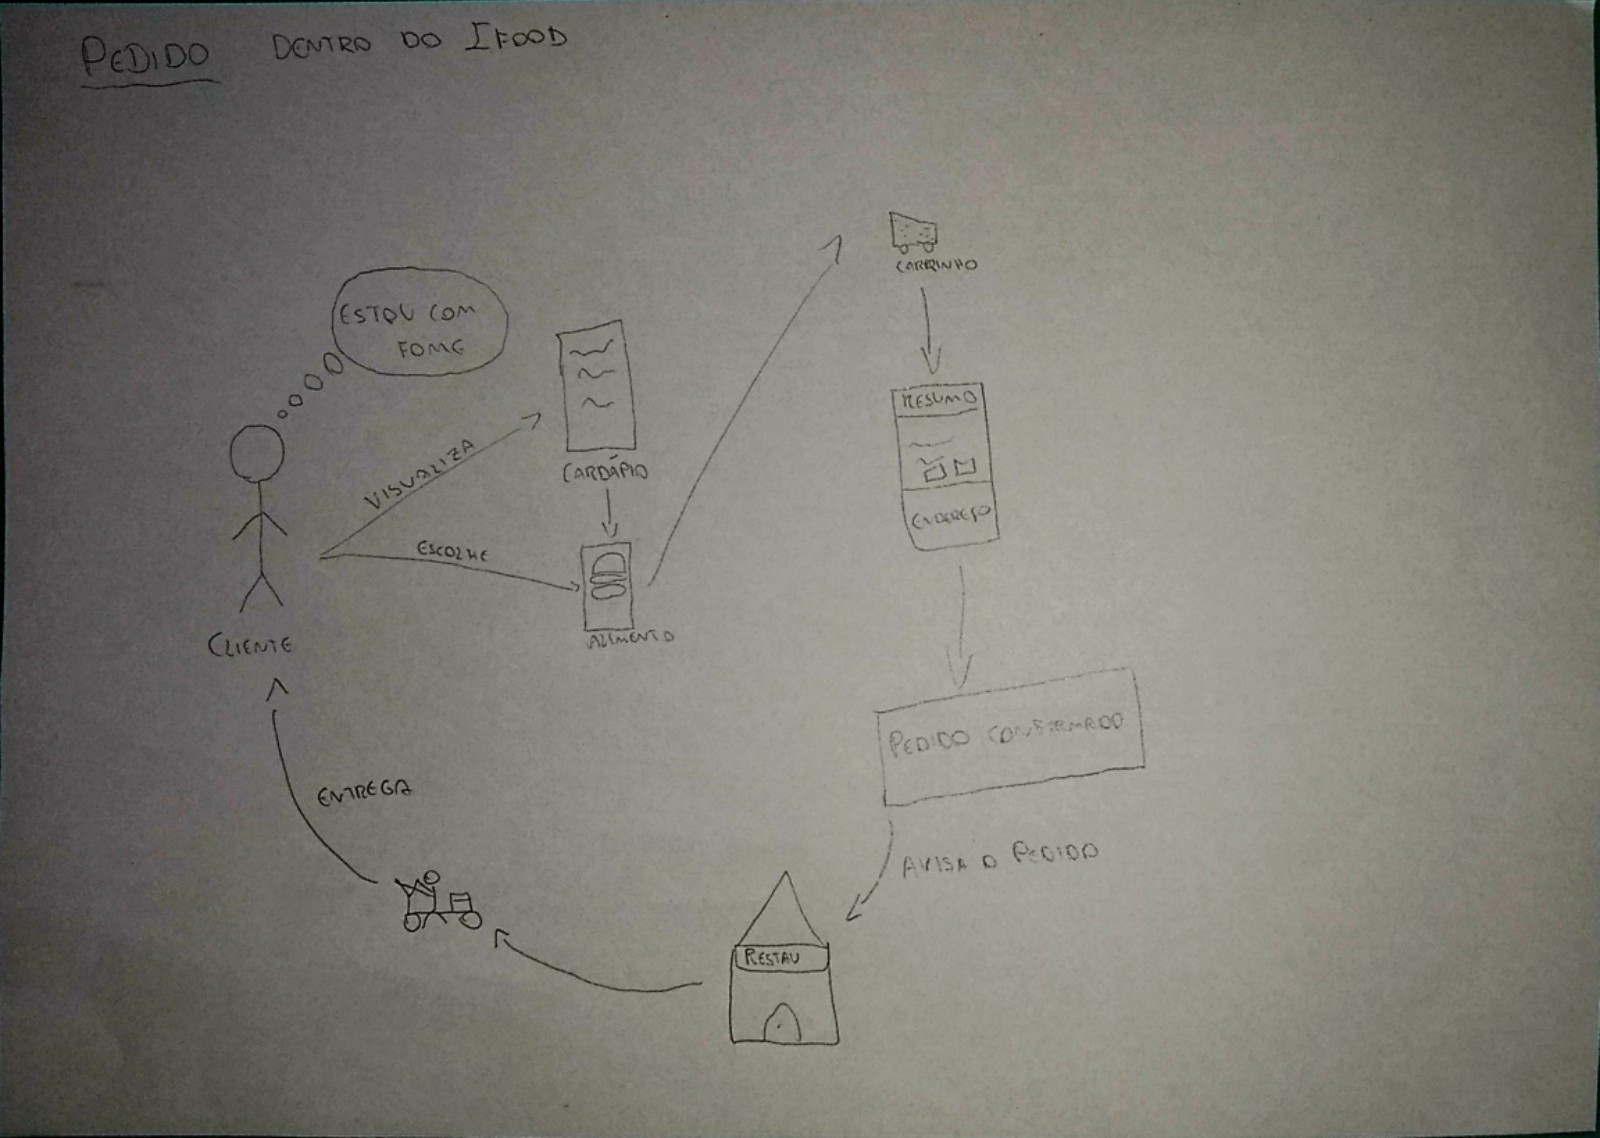 PEDIDO DENTRO DO IFOOD
ESTOU COM
FOME
VISUALIZA
CARDÁPIO
ESCOLHE
ALIMENTO
CLIENTE
CARRINHO
RESUMO
ENDEREÇO
PEDIDO CONFIRMADO
AVISA O PEDIDO
RESTAU
ENTREGA